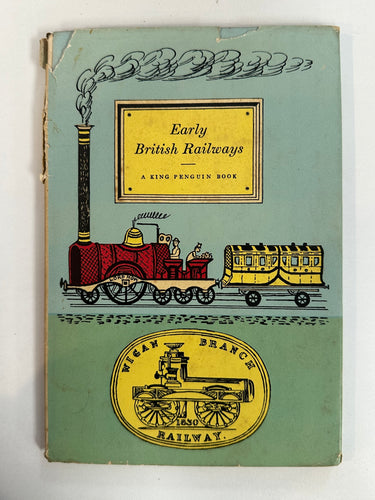 Early
British Railways
A KING PENGUIN BOOK
WIGAN BRANCH
1830
RAILWAY.